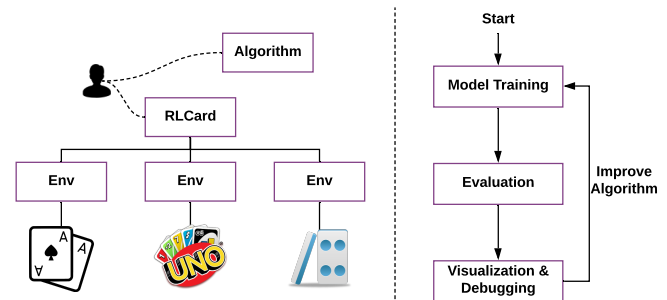 Algorithm
RLCard
Env
Env
Env
A
A
A
A
UNO
Start
Model Training
Evaluation
Visualization &
Debugging
Improve
Algorithm